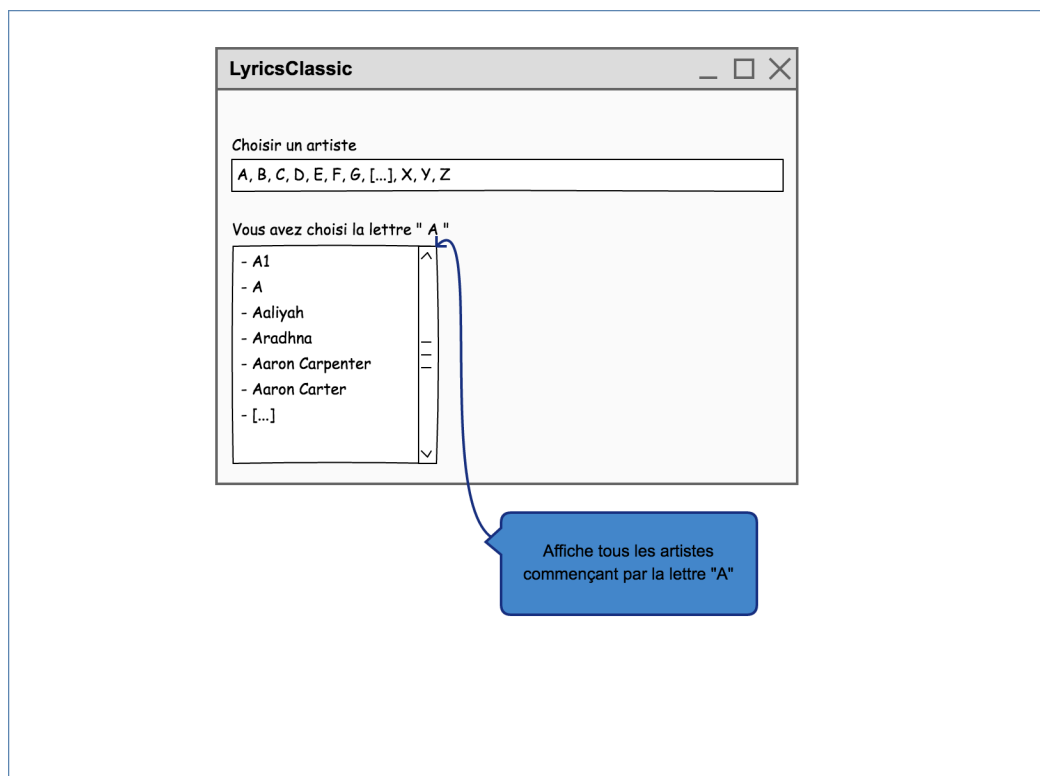 LyricsClassic
Choisir un artiste
A, B, C, D, E, F, G, [...], X, Y, Z
Vous avez choisi la lettre " A "
- A1
- A
- Aaliyah
- Aradhna
- Aaron Carpenter
- Aaron Carter
- [...]
Affiche tous les artistes
commençant par la lettre "A"